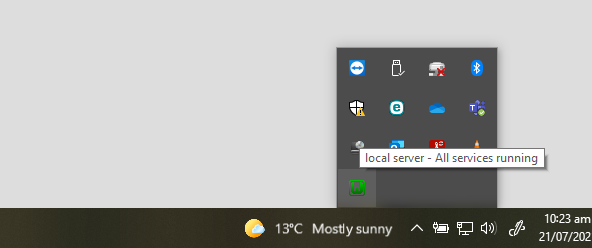 local server - All services running
13°C Mostly sunny
10:23 am
21/07/202